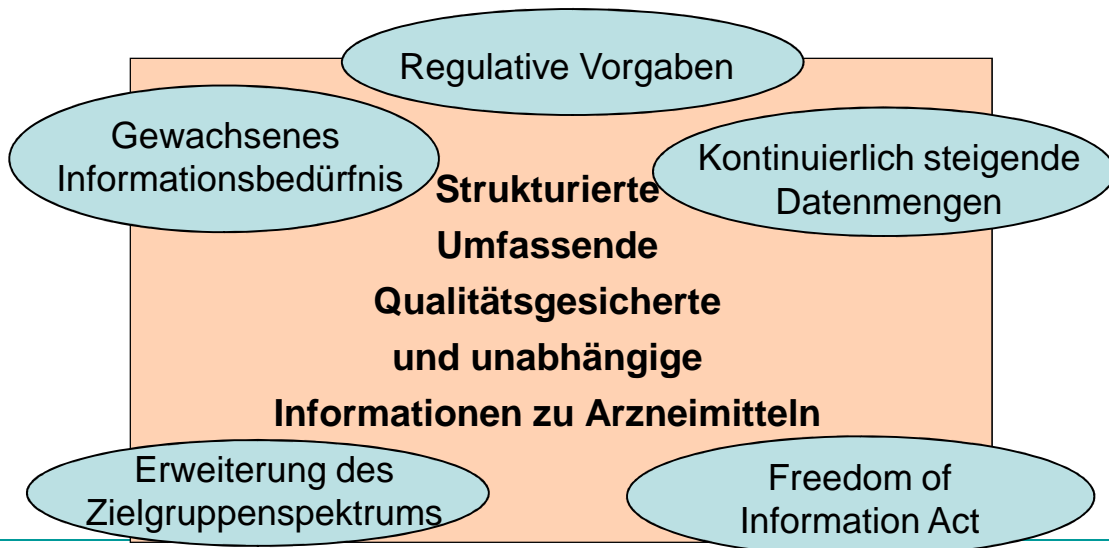 Regulative Vorgaben
Gewachsenes
Informationsbedürfnis
Kontinuierlich steigende
Datenmengen
Strukturierte
Umfassende
Qualitätsgesicherte
und unabhängige
Informationen zu Arzneimitteln
Erweiterung des
Zielgruppenspektrums
Freedom of
Information Act